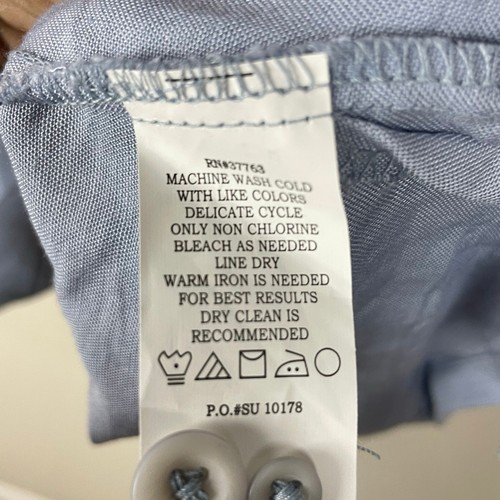 RN#37763
MACHINE WASH COLD
WITH LIKE COLORS
DELICATE CYCLE
ONLY NON CHLORINE
BLEACH AS NEEDED
LINE DRY
WARM IRON IS NEEDED
FOR BEST RESULTS
DRY CLEAN IS
RECOMMENDED
P.O.#SU 10178